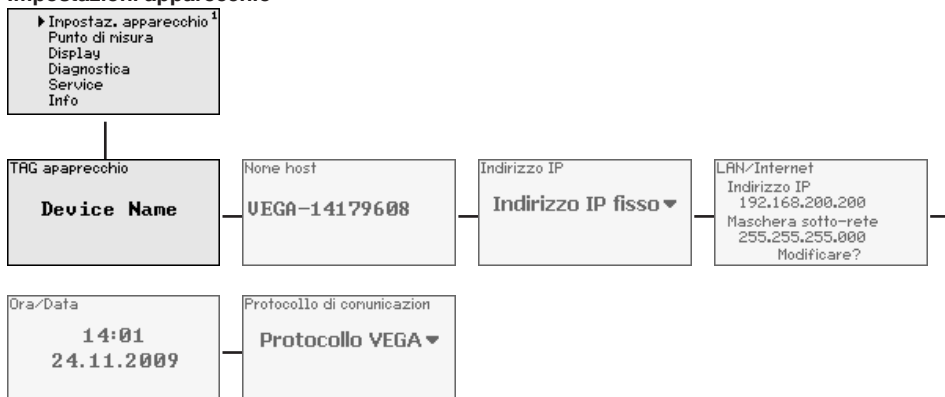 Impostazioni apparecchio
Impostaz. apparecchio 1
Punto di misura
Display
Diagnostica
Service
Info
TAG apaprecchio
Device Name
Nome host
VEGA-14179608
Indirizzo IP
Indirizzo IP fisso
LAN/Internet
Indirizzo IP
192.168.200.200
Maschera sotto-rete
255.255.255.000
Modificare?
Ora/Data
14:01
24.11.2009
Protocollo di comunicazion
Protocollo VEGA